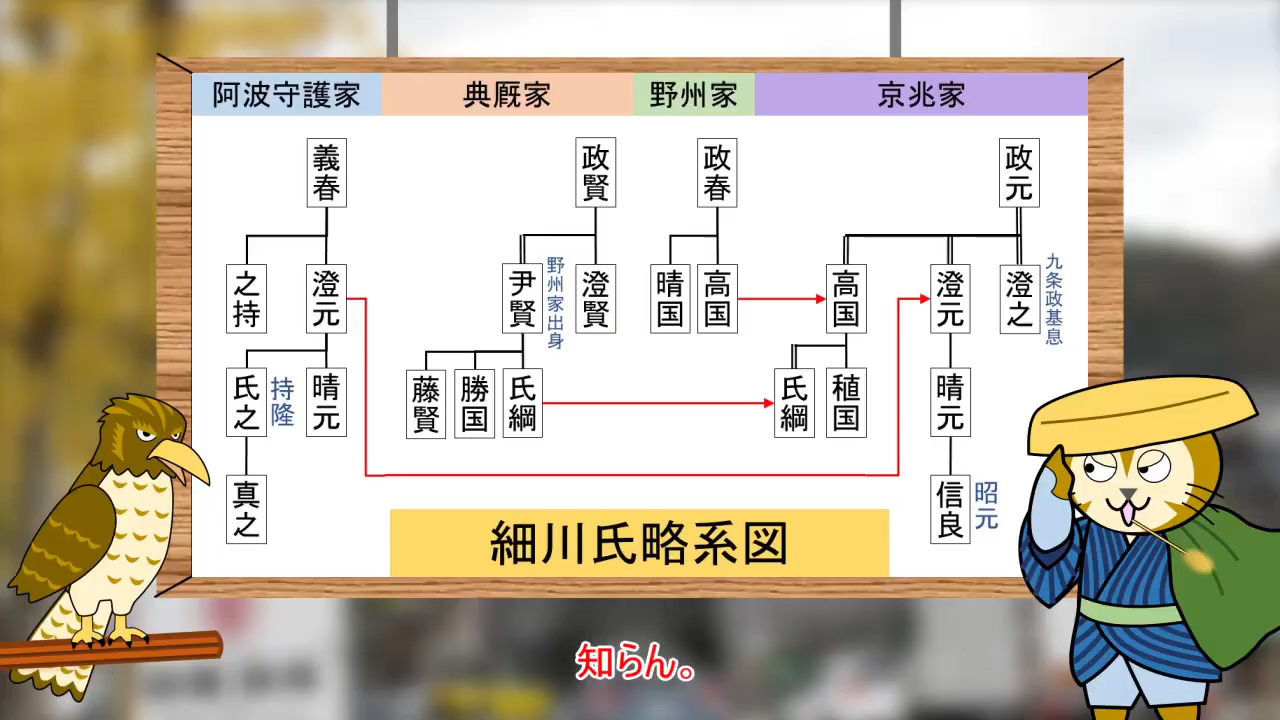 阿波守護家
典厩家
野州家
京兆家
義春
政賢
政春
政元
之持
澄元
尹賢
野州家出身
澄賢
晴国
高国
高国
澄元
澄之
九条政基息
氏之
持隆
晴元
藤賢
勝国
氏綱
氏綱
稙国
晴元
真之
信良
昭元
細川氏略系図
知らん。